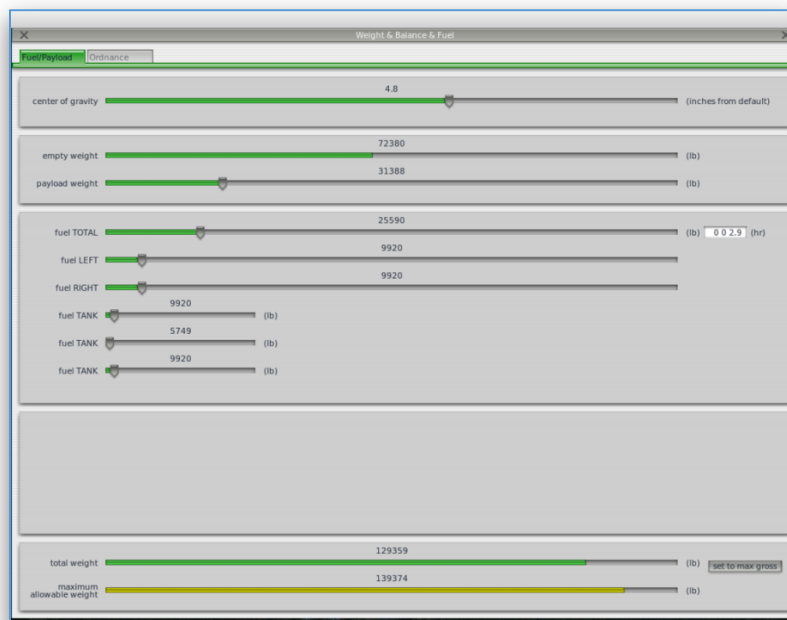 Weight & Balance & Fuel
Fuel/Payload Ordnance
4.8
center of gravity (inches from default)
72380
empty weight (lb)
31388
payload weight (lb)
25590
fuel TOTAL (lb) 0 0 2.9 (hr)
9920
fuel LEFT
9920
fuel RIGHT
9920
fuel TANK (lb)
5749
fuel TANK (lb)
9920
fuel TANK (lb)
129359
total weight (lb) set to max gross
139374
maximum
allowable weight (lb)